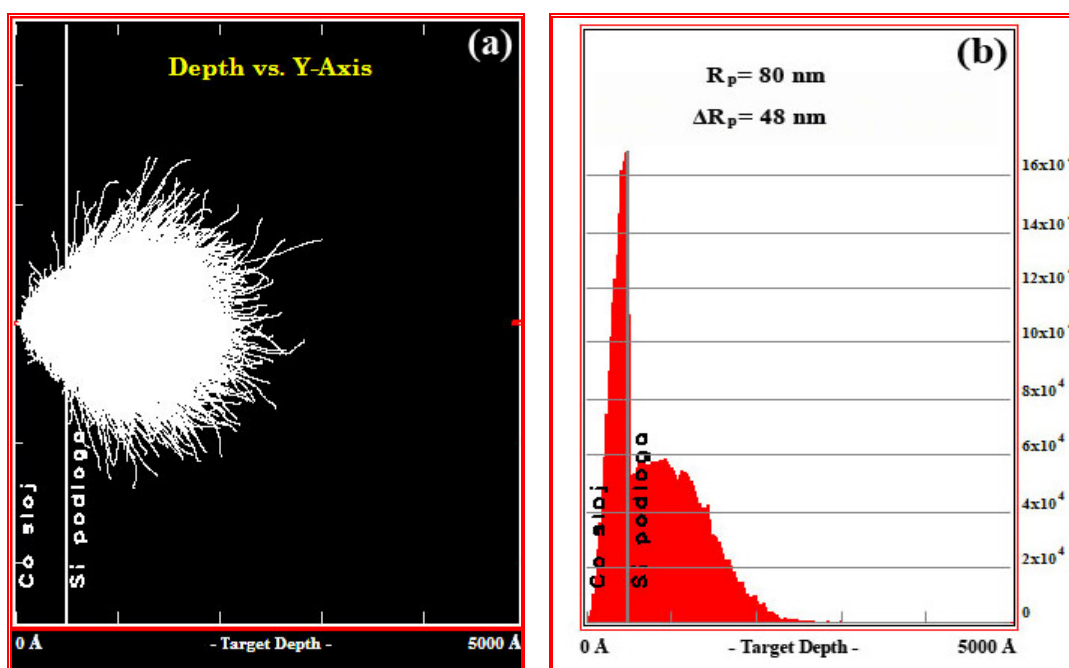 (a)
Depth vs. Y-Axis
Co sloj
Si podloga
0 Å
- Target Depth -
5000 Å
(b)
Rₚ= 80 nm
ΔRₚ= 48 nm
16x10
14x10
12x10
10x10
8x10⁴
6x10⁴
4x10⁴
2x10⁴
0
Co sloj
Si podloga
0 Å
- Target Depth -
5000 Å